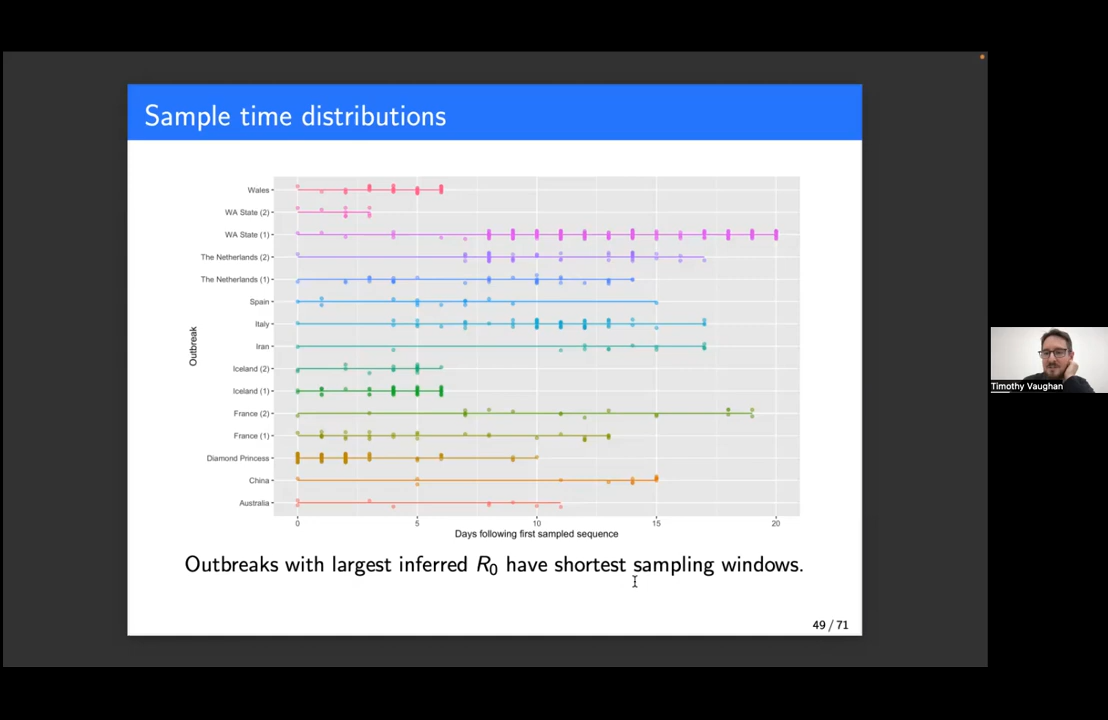 Sample time distributions
Wales
WA State (2)
WA State (1)
The Netherlands (2)
The Netherlands (1)
Spain
Italy
Iran
Iceland (2)
Iceland (1)
France (2)
France (1)
Diamond Princess
China
Australia
Outbreak
0 5 10 15 20
Days following first sampled sequence
Outbreaks with largest inferred R0 have shortest sampling windows.
49 / 71
Timothy Vaughan